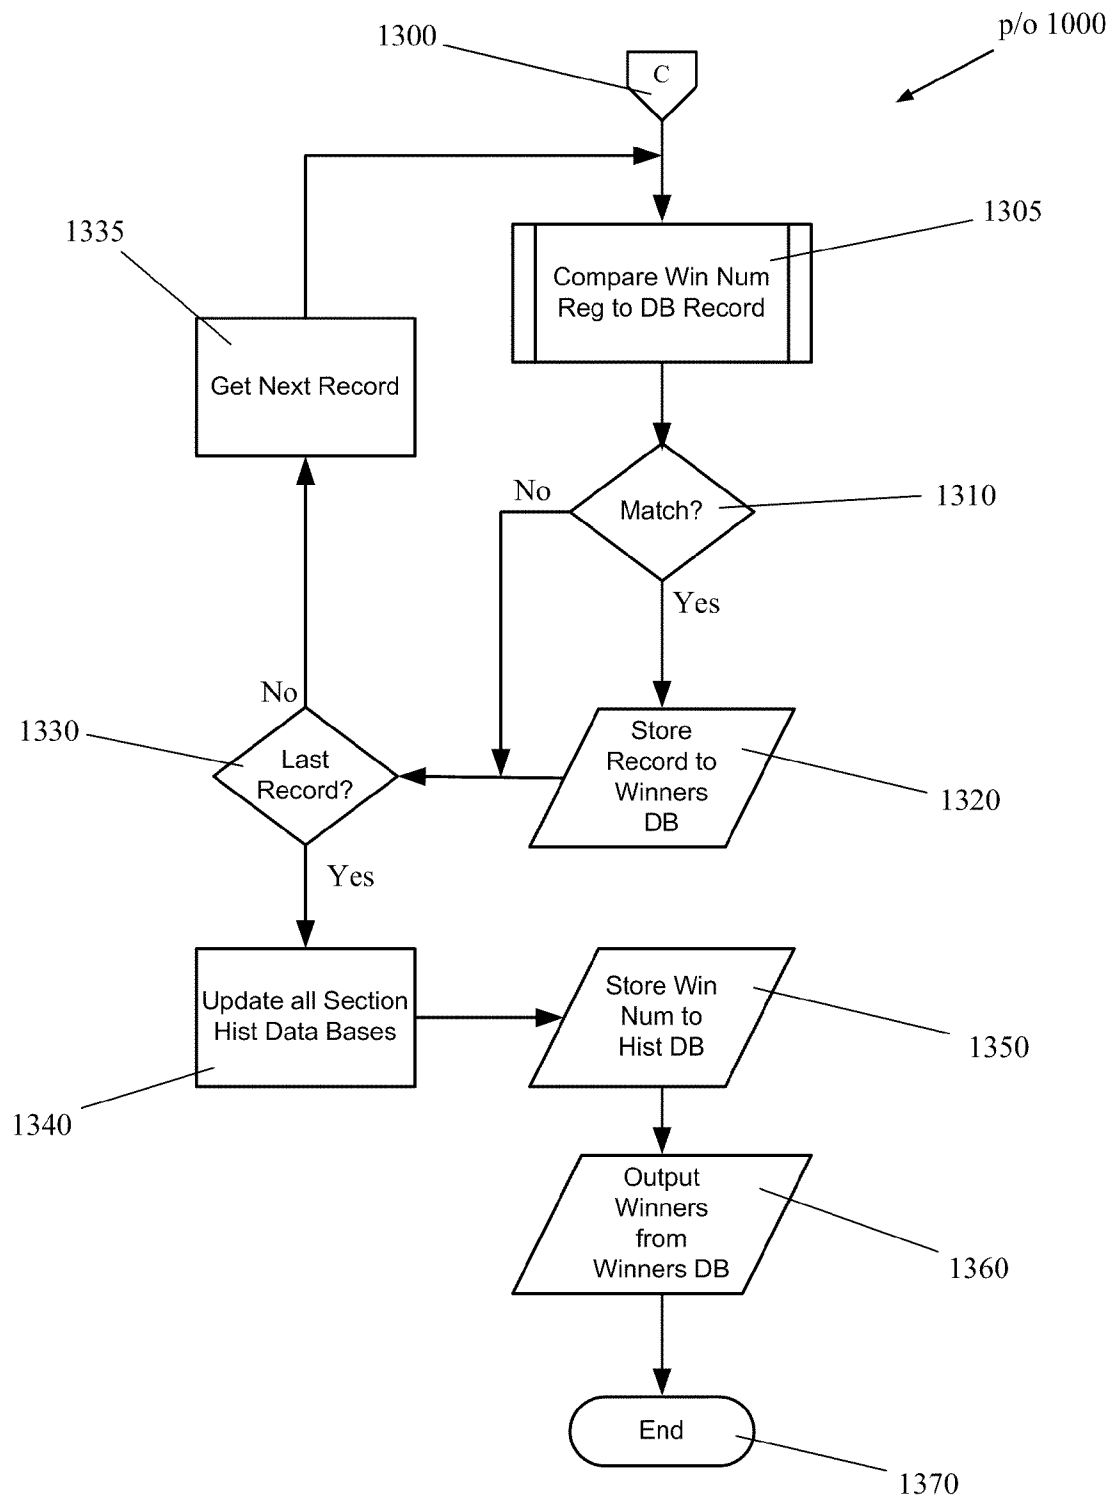 p/o 1000
1300
C
1335
1305
Compare Win Num
Reg to DB Record
Get Next Record
No
Match?
1310
Yes
No
1330
Last
Record?
Store
Record to
Winners
DB
1320
Yes
Update all Section
Hist Data Bases
1340
Store Win
Num to
Hist DB
1350
Output
Winners
from
Winners DB
1360
End
1370